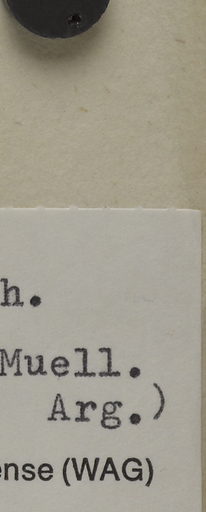 h.
Muell.
Arg.)
ense (WAG)